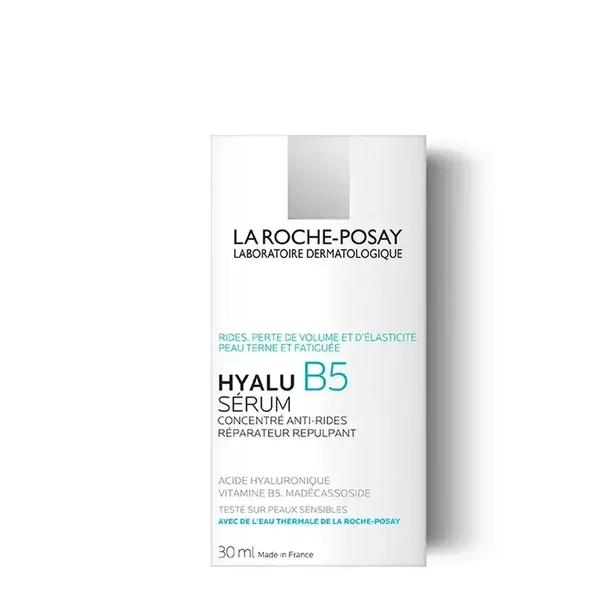 LA ROCHE-POSAY
LABORATOIRE DERMATOLOGIQUE
RIDES, PERTE DE VOLUME ET D'ÉLASTICITÉ,
PEAU TERNE ET FATIGUÉE
HYALU B5
SÉRUM
CONCENTRÉ ANTI-RIDES
RÉPARATEUR REPULPANT
ACIDE HYALURONIQUE
VITAMINE B5, MADÉCASSOSIDE
TESTÉ SUR PEAUX SENSIBLES
AVEC DE L'EAU THERMALE DE LA ROCHE-POSAY
30 ml Made in France